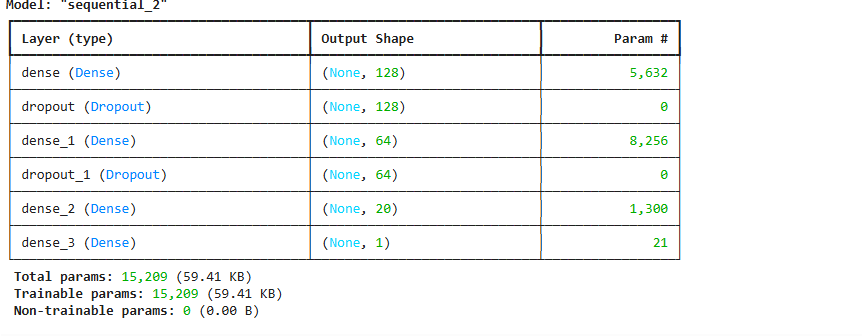 Model: "sequential_2"
Layer (type) Output Shape Param #
dense (Dense) (None, 128) 5,632
dropout (Dropout) (None, 128) 0
dense_1 (Dense) (None, 64) 8,256
dropout_1 (Dropout) (None, 64) 0
dense_2 (Dense) (None, 20) 1,300
dense_3 (Dense) (None, 1) 21
Total params: 15,209 (59.41 KB)
Trainable params: 15,209 (59.41 KB)
Non-trainable params: 0 (0.00 B)